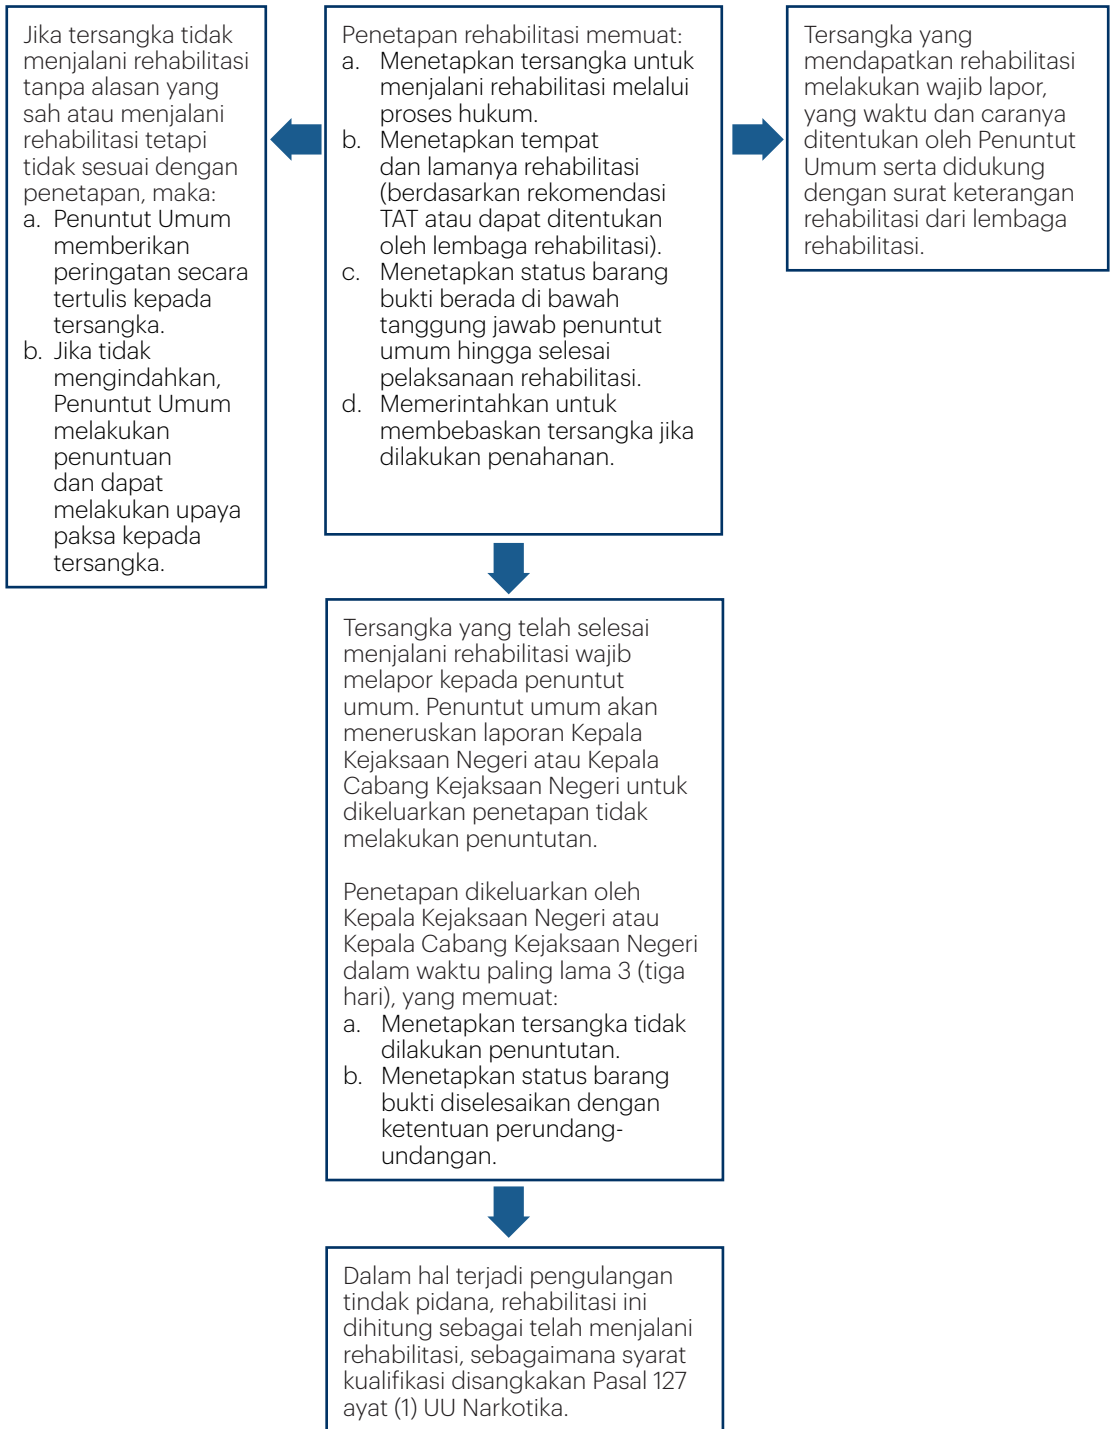 Jika tersangka tidak
menjalani rehabilitasi
tanpa alasan yang
sah atau menjalani
rehabilitasi tetapi
tidak sesuai dengan
penetapan, maka:
a. Penuntut Umum
memberikan
peringatan secara
tertulis kepada
tersangka.
b. Jika tidak
mengindahkan,
Penuntut Umum
melakukan
penuntuan
dan dapat
melakukan upaya
paksa kepada
tersangka.
Penetapan rehabilitasi memuat:
a. Menetapkan tersangka untuk
menjalani rehabilitasi melalui
proses hukum.
b. Menetapkan tempat
dan lamanya rehabilitasi
(berdasarkan rekomendasi
TAT atau dapat ditentukan
oleh lembaga rehabilitasi).
c. Menetapkan status barang
bukti berada di bawah
tanggung jawab penuntut
umum hingga selesai
pelaksanaan rehabilitasi.
d. Memerintahkan untuk
membebaskan tersangka jika
dilakukan penahanan.
Tersangka yang
mendapatkan rehabilitasi
melakukan wajib lapor,
yang waktu dan caranya
ditentukan oleh Penuntut
Umum serta didukung
dengan surat keterangan
rehabilitasi dari lembaga
rehabilitasi.
Tersangka yang telah selesai
menjalani rehabilitasi wajib
melapor kepada penuntut
umum. Penuntut umum akan
meneruskan laporan Kepala
Kejaksaan Negeri atau Kepala
Cabang Kejaksaan Negeri untuk
dikeluarkan penetapan tidak
melakukan penuntutan.
Penetapan dikeluarkan oleh
Kepala Kejaksaan Negeri atau
Kepala Cabang Kejaksaan Negeri
dalam waktu paling lama 3 (tiga
hari), yang memuat:
a. Menetapkan tersangka tidak
dilakukan penuntutan.
b. Menetapkan status barang
bukti diselesaikan dengan
ketentuan perundang-
undangan.
Dalam hal terjadi pengulangan
tindak pidana, rehabilitasi ini
dihitung sebagai telah menjalani
rehabilitasi, sebagaimana syarat
kualifikasi disangkakan Pasal 127
ayat (1) UU Narkotika.